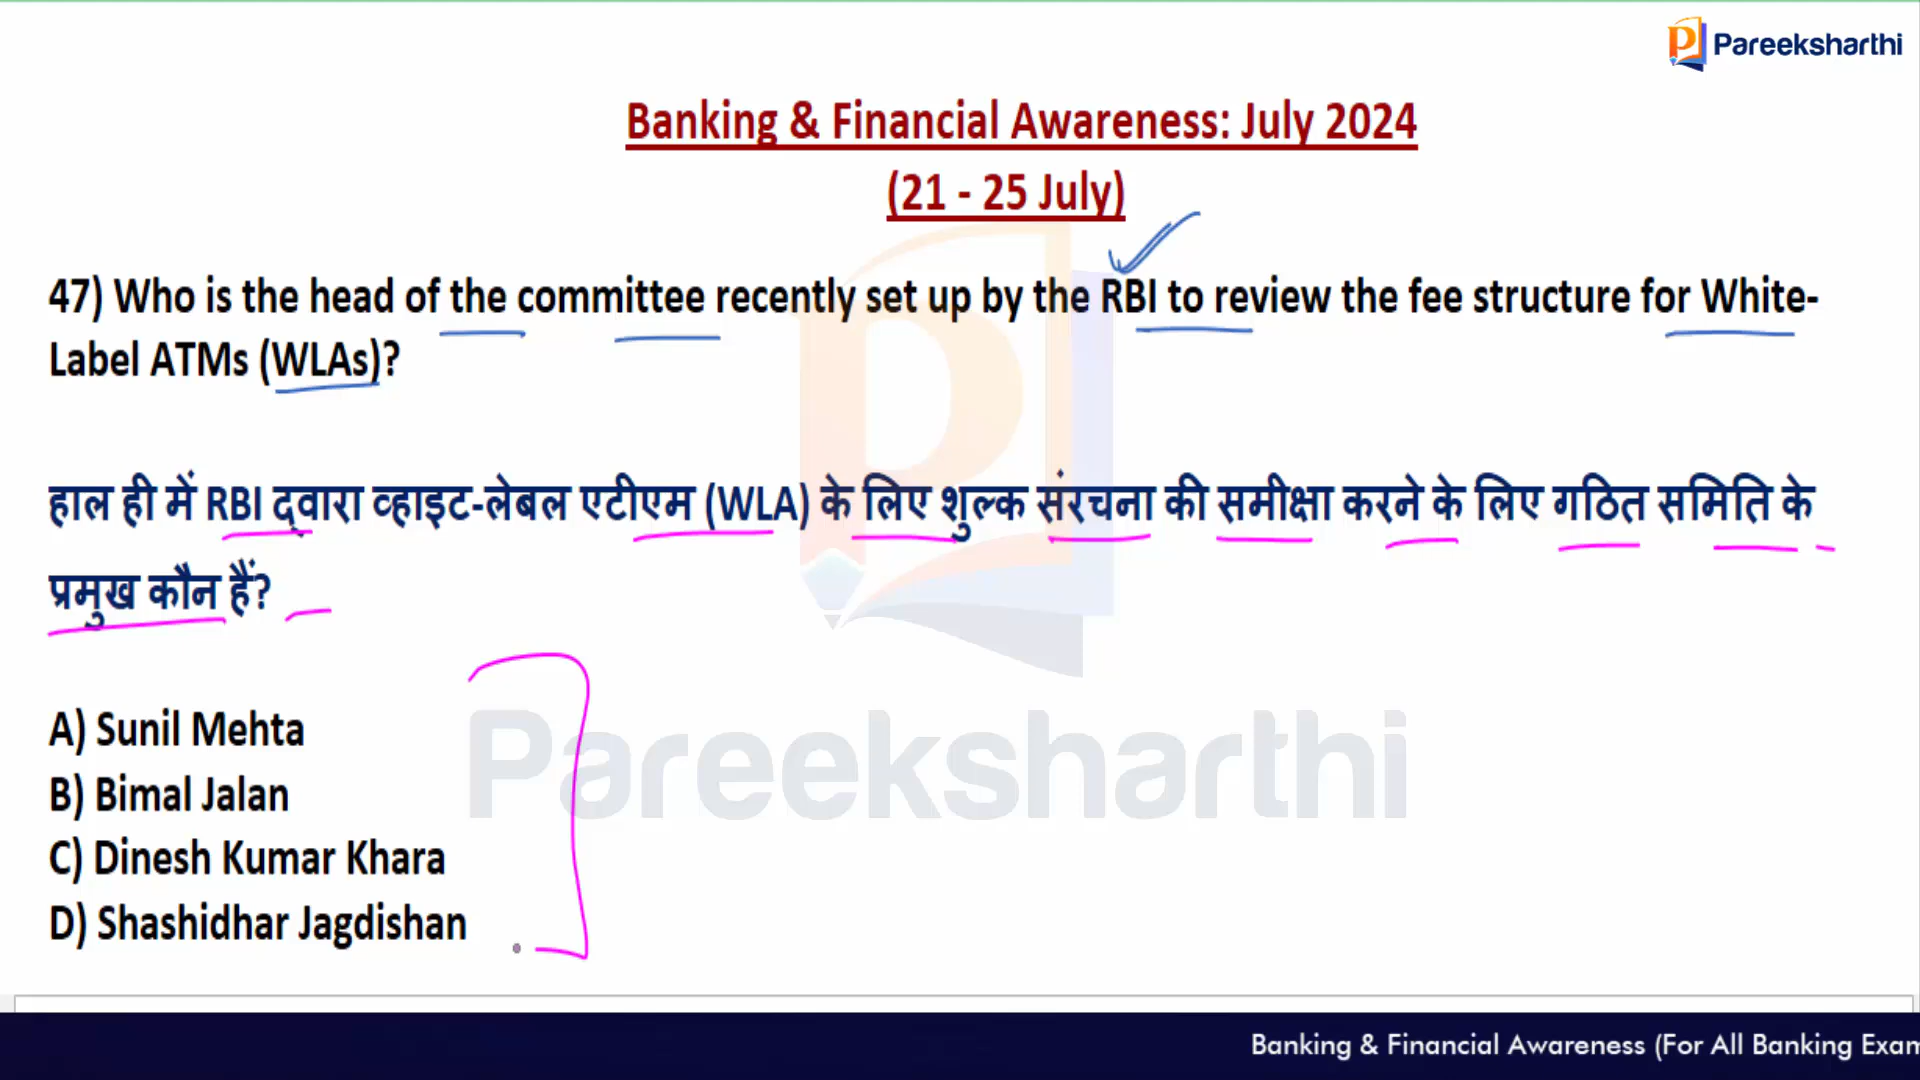 Pareeksharthi
Banking & Financial Awareness: July 2024
(21 - 25 July)
47) Who is the head of the committee recently set up by the RBI to review the fee structure for White-
Label ATMs (WLAs)?
हाल ही में RBI द्वारा व्हाइट-लेबल एटीएम (WLA) के लिए शुल्क संरचना की समीक्षा करने के लिए गठित समिति के
प्रमुख कौन हैं?
A) Sunil Mehta
B) Bimal Jalan
C) Dinesh Kumar Khara
D) Shashidhar Jagdishan
Pareeksharthi
Banking & Financial Awareness (For All Banking Exam